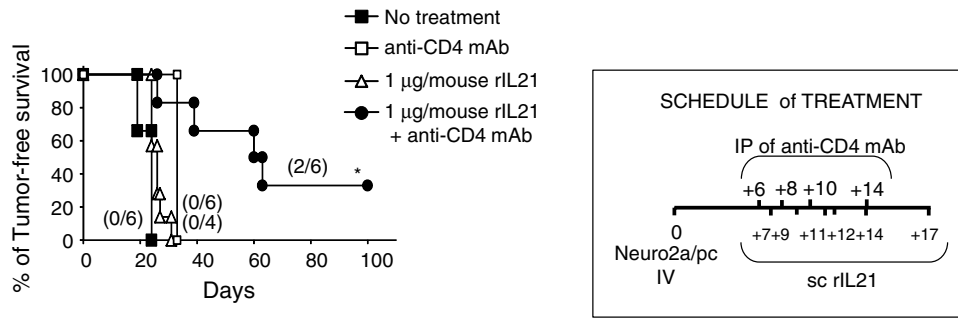 No treatment
anti-CD4 mAb
1 μg/mouse rIL21
1 μg/mouse rIL21
+ anti-CD4 mAb
% of Tumor-free survival
100
80
60
40
20
0
(0/6)
(0/6)
(0/4)
(2/6)
*
0 20 40 60 80 100
Days
SCHEDULE of TREATMENT
IP of anti-CD4 mAb
+6 +8 +10 +14
0 +7 +9 +11 +12 +14 +17
Neuro2a/pc
IV
sc rIL21